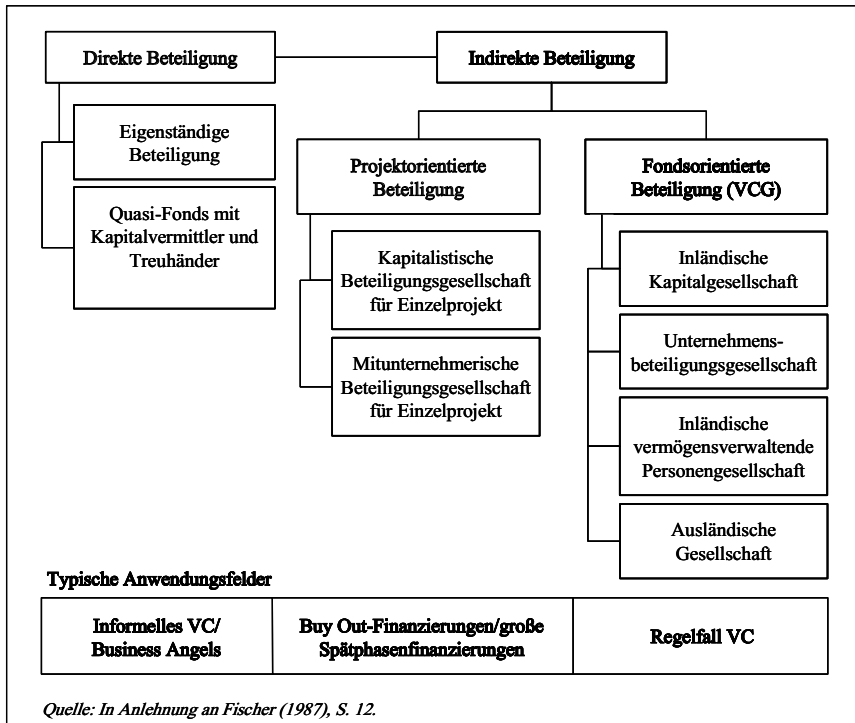 Direkte Beteiligung
Indirekte Beteiligung
Eigenständige
Beteiligung
Quasi-Fonds mit
Kapitalvermittler und
Treuhänder
Projektorientierte
Beteiligung
Kapitalistische
Beteiligungsgesellschaft
für Einzelprojekt
Mitunternehmerische
Beteiligungsgesellschaft
für Einzelprojekt
Fondsorientierte
Beteiligung (VCG)
Inländische
Kapitalgesellschaft
Unternehmens-
beteiligungsgesellschaft
Inländische
vermögensverwaltende
Personengesellschaft
Ausländische
Gesellschaft
Typische Anwendungsfelder
Informelles VC/
Business Angels
Buy Out-Finanzierungen/große
Spätphasenfinanzierungen
Regelfall VC
Quelle: In Anlehnung an Fischer (1987), S. 12.